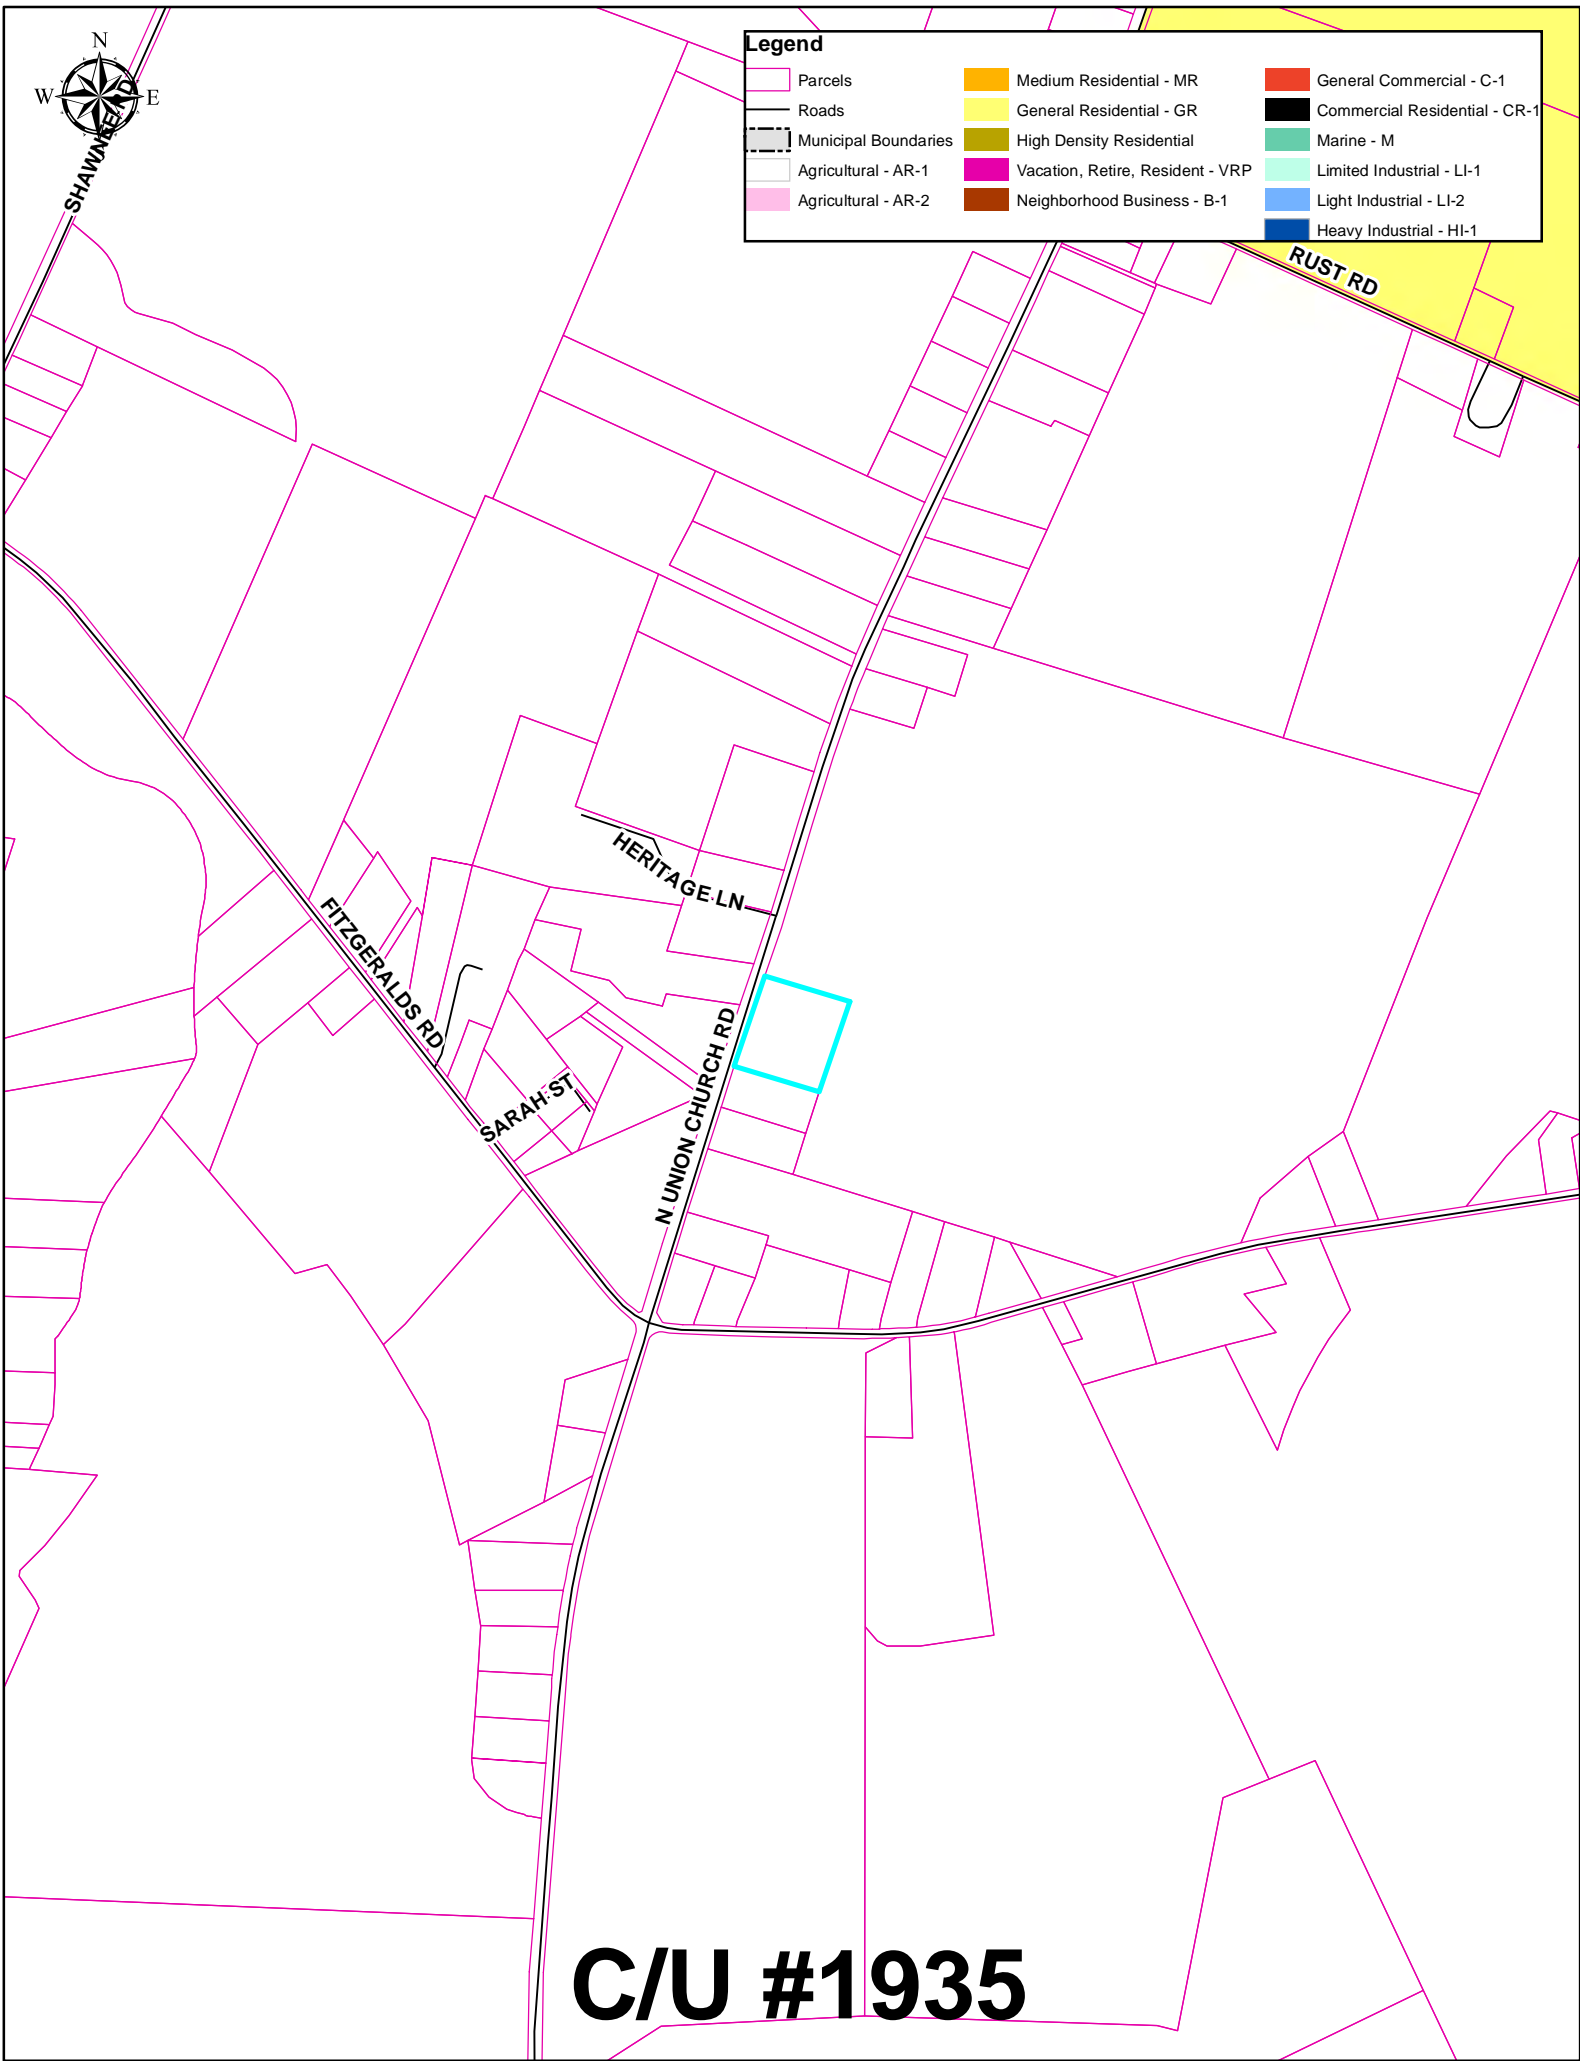 N
W E
SHAWNEE RD
Legend
Parcels
Roads
Municipal Boundaries
Agricultural - AR-1
Agricultural - AR-2
Medium Residential - MR
General Residential - GR
High Density Residential
Vacation, Retire, Resident - VRP
Neighborhood Business - B-1
General Commercial - C-1
Commercial Residential - CR-1
Marine - M
Limited Industrial - LI-1
Light Industrial - LI-2
Heavy Industrial - HI-1
RUST RD
HERITAGE LN
FITZGERALDS RD
SARAH ST
N UNION CHURCH RD
C/U #1935